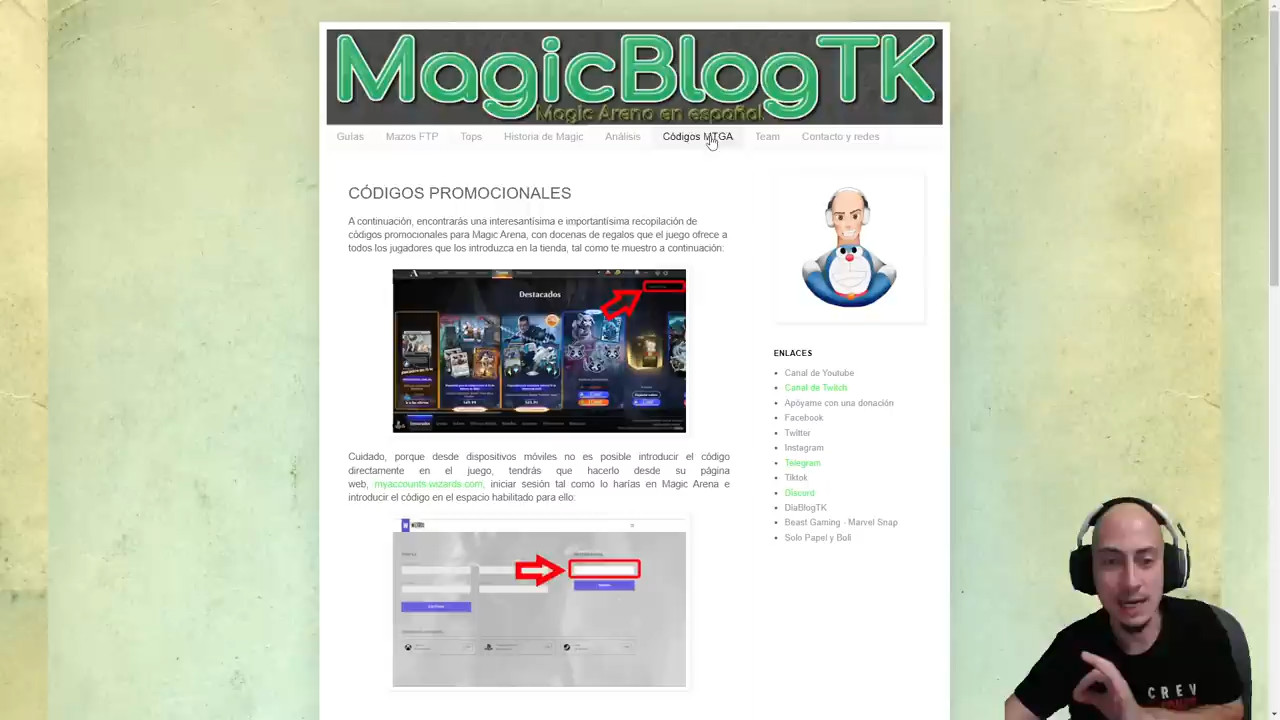 MagicBlogTK
Magic Arena en español
Guías Mazos FTP Tops Historia de Magic Análisis Códigos MTGA Team Contacto y redes
CÓDIGOS PROMOCIONALES
A continuación, encontrarás una interesantísima e importantísima recopilación de
códigos promocionales para Magic Arena, con docenas de regalos que el juego ofrece a
todos los jugadores que los introduzca en la tienda, tal como te muestro a continuación:
Destacados
Cuidado, porque desde dispositivos móviles no es posible introducir el código
directamente en el juego, tendrás que hacerlo desde su página
web, myaccounts.wizards.com, iniciar sesión tal como lo harías en Magic Arena e
introducir el código en el espacio habilitado para ello:
ENLACES
Canal de Youtube
Canal de Twitch
Apóyame con una donación
Facebook
Twitter
Instagram
Telegram
Tiktok
Discord
DiaBlogTK
Beast Gaming - Marvel Snap
Solo Papel y Boli
CREV